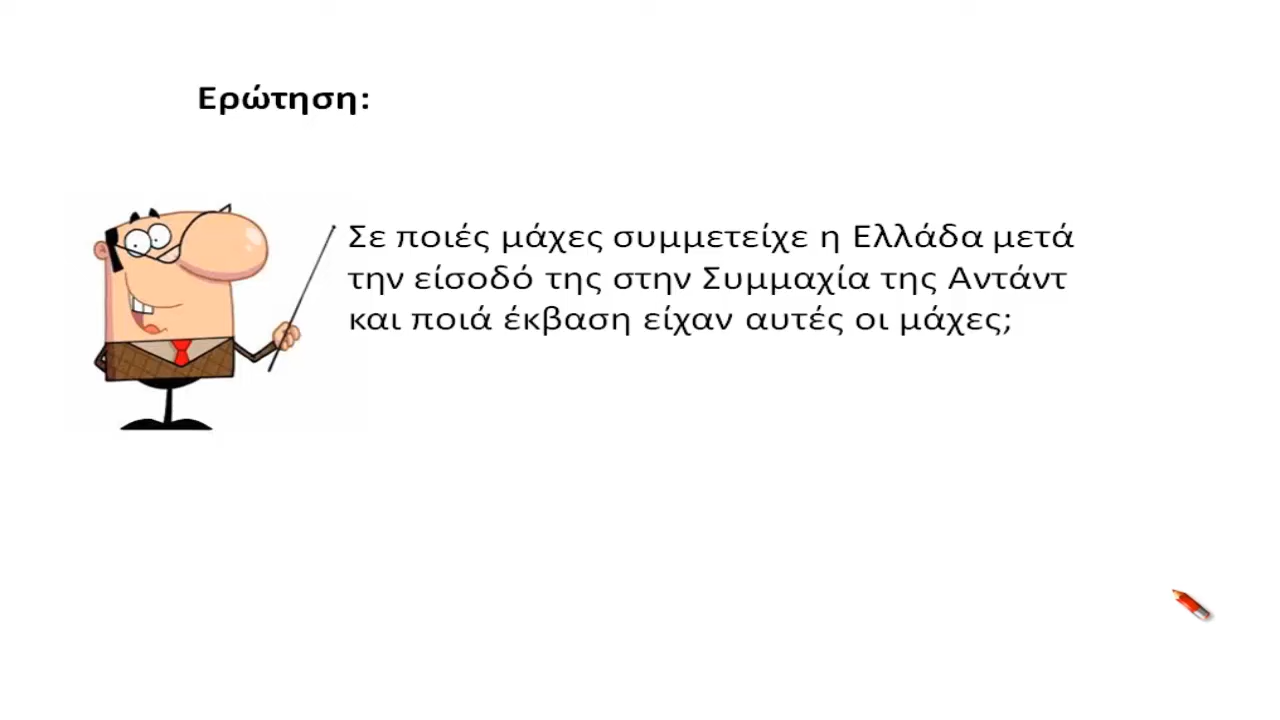 Ερώτηση:
Σε ποιές μάχες συμμετείχε η Ελλάδα μετά
την είσοδό της στην Συμμαχία της Αντάντ
και ποιά έκβαση είχαν αυτές οι μάχες;